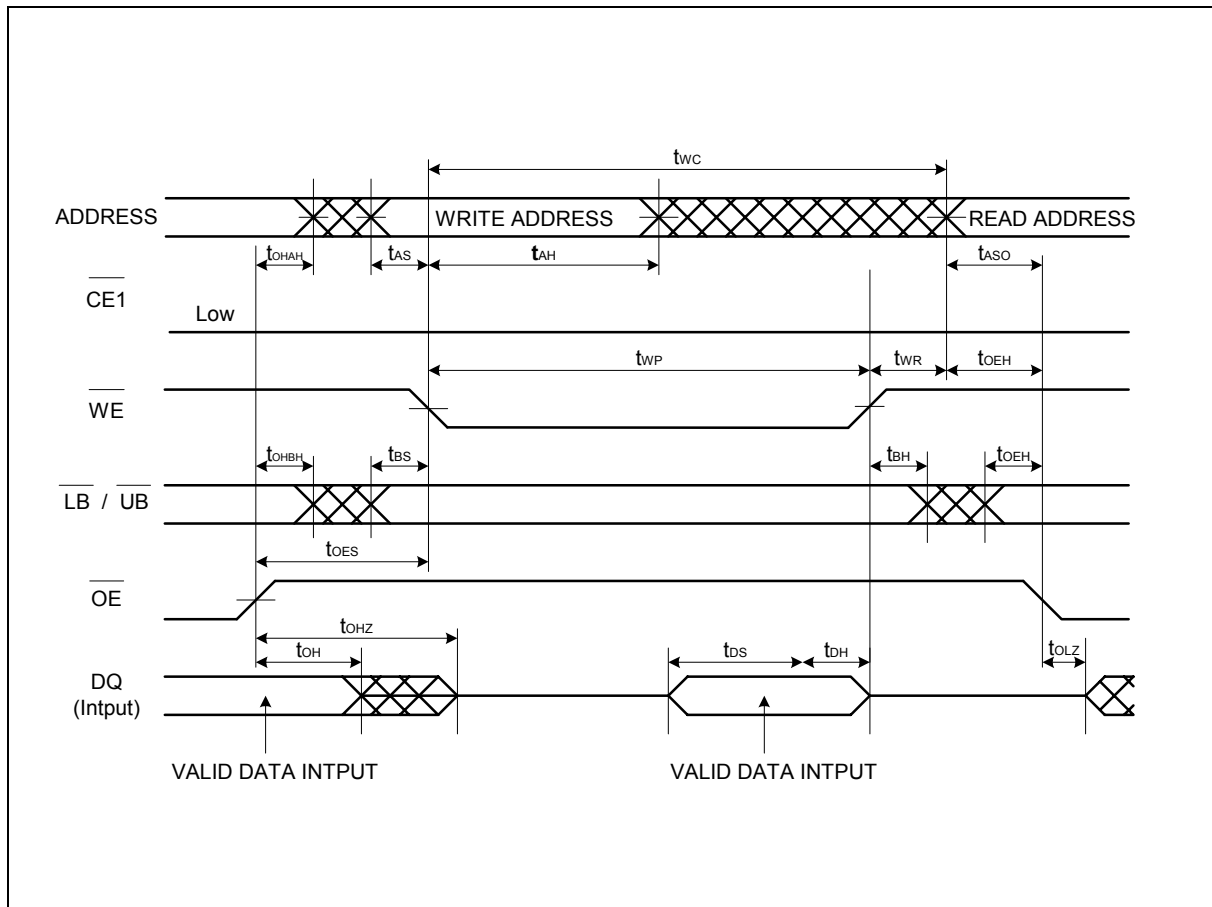 tWC
ADDRESS
WRITE ADDRESS
READ ADDRESS
tOHAH
tAS
tAH
tASO
CE1
Low
tWP
tWR
tOEH
WE
tOHBH
tBS
tBH
tOEH
LB / UB
tOES
OE
tOHZ
tOH
tDS
tDH
tOLZ
DQ
(Intput)
VALID DATA INTPUT
VALID DATA INTPUT